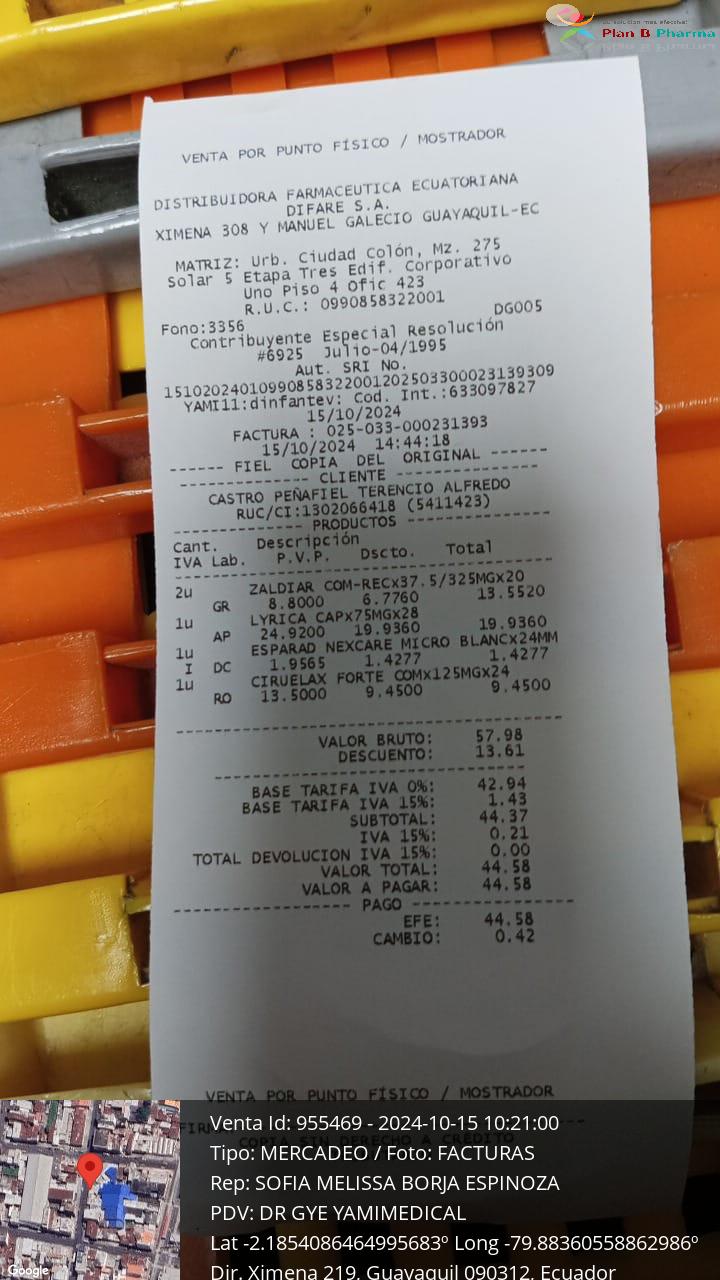 su solución más efectiva!
Plan B Pharma
VENTA POR PUNTO FÍSICO / MOSTRADOR
DISTRIBUIDORA FARMACEUTICA ECUATORIANA
DIFARE S.A.
XIMENA 308 Y MANUEL GALECIO GUAYAQUIL-EC
MATRIZ: Urb. Ciudad Colón, Mz. 275
Solar 5 Etapa Tres Edif. Corporativo
Uno Piso 4 Ofic 423
R.U.C.: 0990858322001
Fono:3356 DG005
Contribuyente Especial Resolución
#6925 Julio-04/1995
Aut. SRI No.
15102024010990858322001202503300023139309
YAMI11:dinfantev: Cod. Int.:633097827
15/10/2024
FACTURA : 025-033-000231393
15/10/2024 14:44:18
------ FIEL COPIA DEL ORIGINAL ------
--------------- CLIENTE ---------------
CASTRO PEÑAFIEL TERENCIO ALFREDO
RUC/CI:1302066418 (5411423)
--------------- PRODUCTOS ---------------
Cant. Descripción
IVA Lab. P.V.P. Dscto. Total
2u ZALDIAR COM-RECx37.5/325MGx20
GR 8.8000 6.7760 13.5520
1u LYRICA CAPx75MGx28
AP 24.9200 19.9360 19.9360
1u ESPARAD NEXCARE MICRO BLANCx24MM
I DC 1.9565 1.4277 1.4277
1u CIRUELAX FORTE COMx125MGx24
RO 13.5000 9.4500 9.4500
VALOR BRUTO: 57.98
DESCUENTO: 13.61
BASE TARIFA IVA 0%: 42.94
BASE TARIFA IVA 15%: 1.43
SUBTOTAL: 44.37
IVA 15%: 0.21
TOTAL DEVOLUCION IVA 15%: 0.00
VALOR TOTAL: 44.58
VALOR A PAGAR: 44.58
------------------- PAGO -------------------
EFE: 44.58
CAMBIO: 0.42
VENTA POR PUNTO FÍSICO / MOSTRADOR
COPIA SIN DERECHO A CREDITO
Venta Id: 955469 - 2024-10-15 10:21:00
Tipo: MERCADEO / Foto: FACTURAS
Rep: SOFIA MELISSA BORJA ESPINOZA
PDV: DR GYE YAMIMEDICAL
Lat -2.1854086464995683º Long -79.88360558862986º
Dir. Ximena 219, Guayaquil 090312, Ecuador
Google